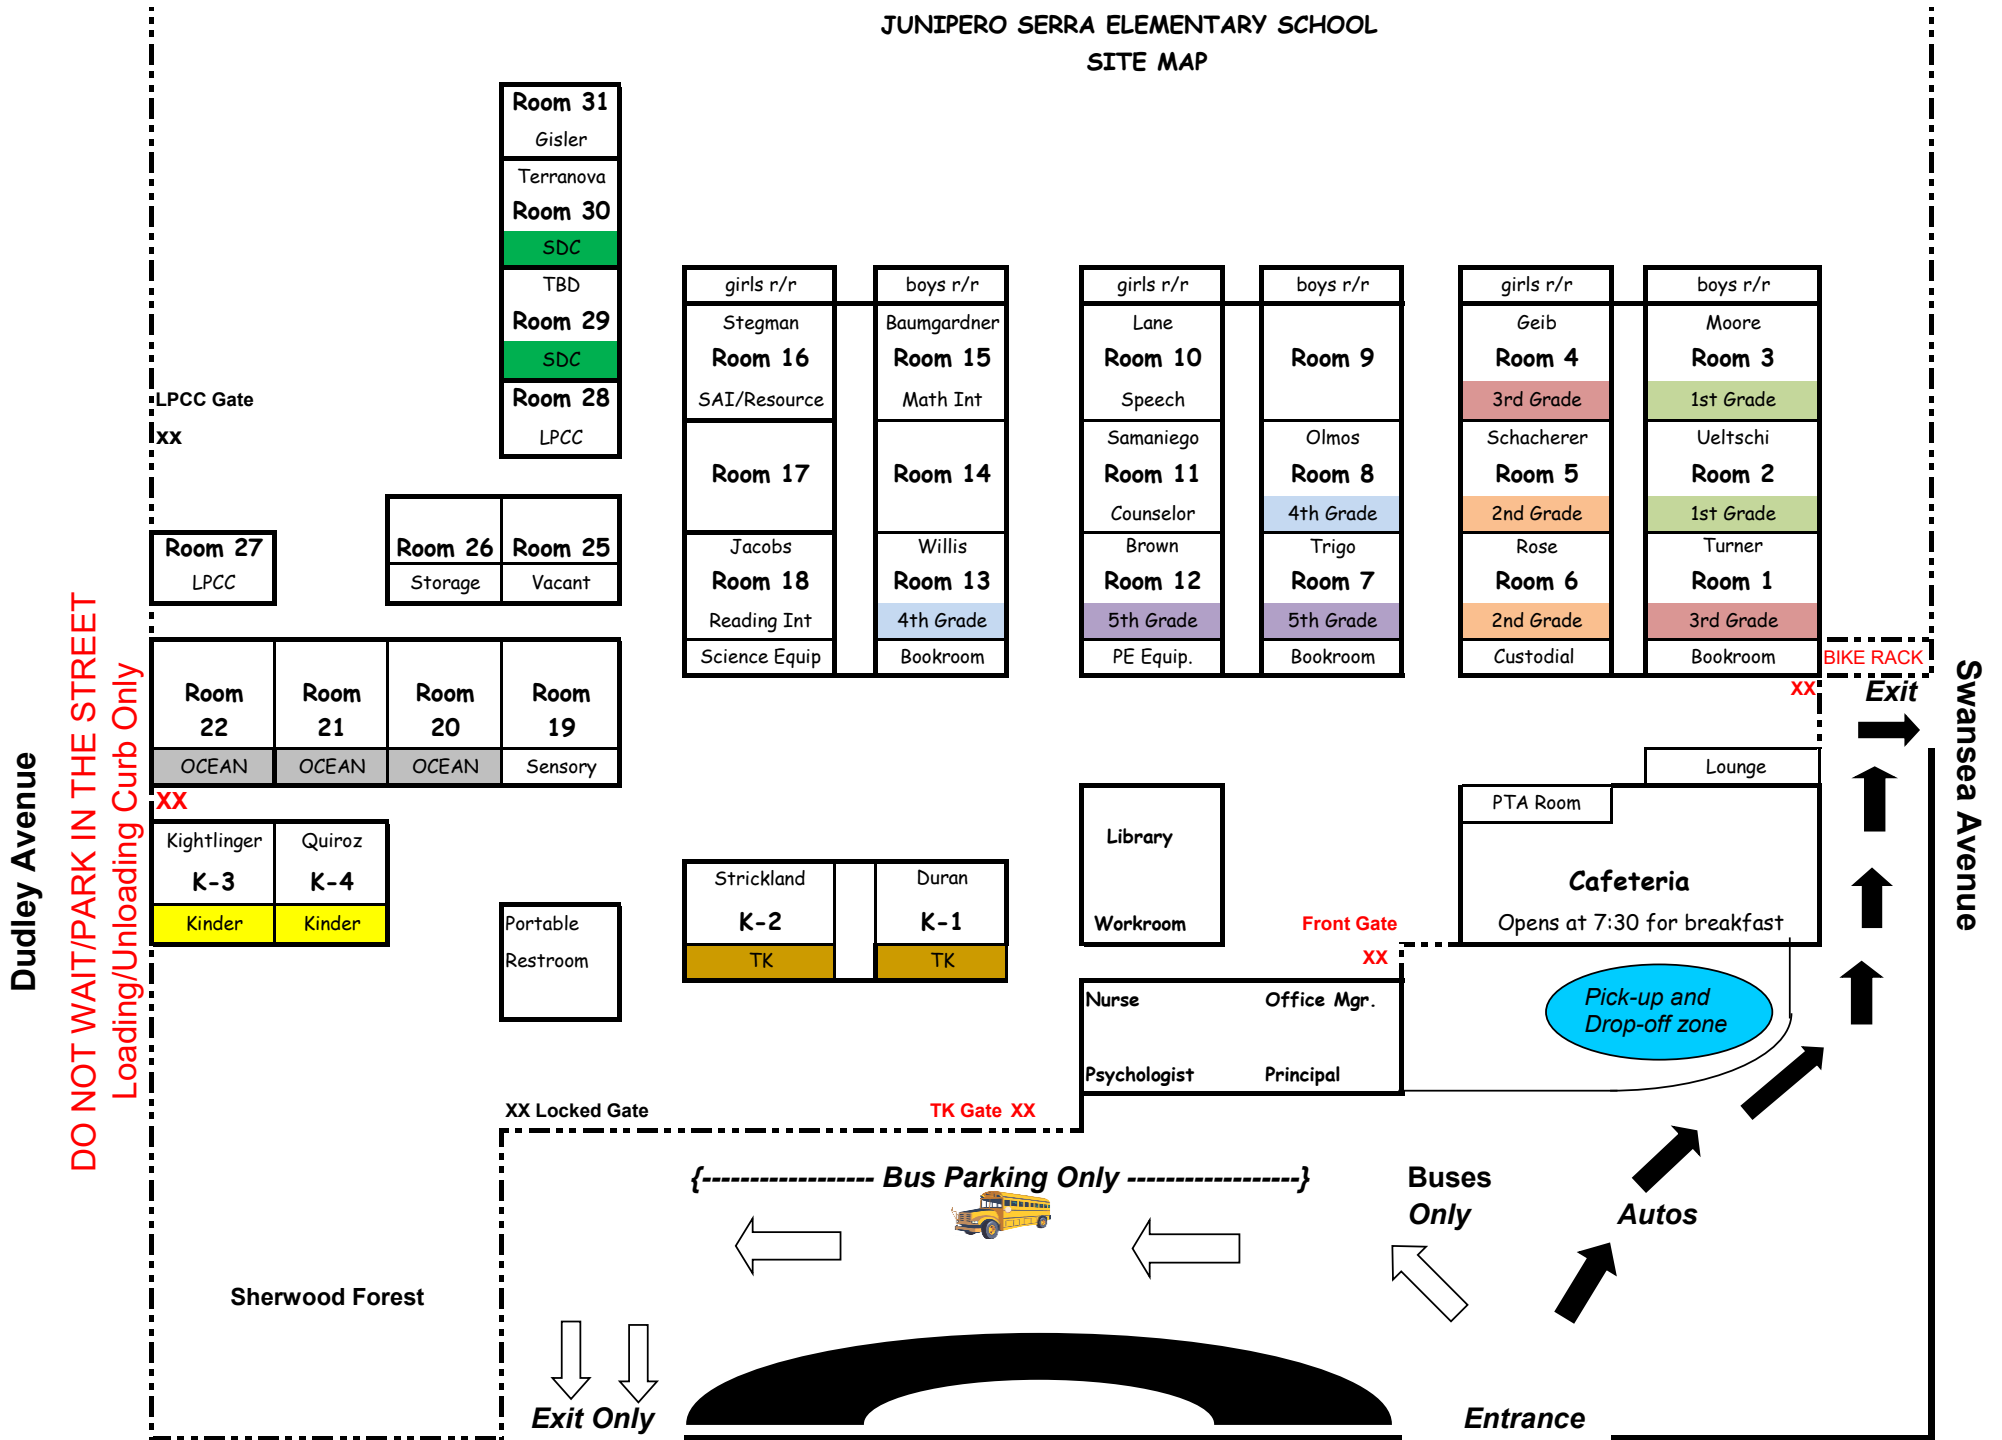 JUNIPERO SERRA ELEMENTARY SCHOOL
SITE MAP
Room 31
Gisler
Terranova
Room 30
SDC
TBD
Room 29
SDC
Room 28
LPCC
LPCC Gate
XX
girls r/r
Stegman
Room 16
SAI/Resource
Room 17
Jacobs
Room 18
Reading Int
Science Equip
boys r/r
Baumgardner
Room 15
Math Int
Room 14
Willis
Room 13
4th Grade
Bookroom
girls r/r
Lane
Room 10
Speech
Samaniego
Room 11
Counselor
Brown
Room 12
5th Grade
PE Equip.
boys r/r
Room 9
Olmos
Room 8
4th Grade
Trigo
Room 7
5th Grade
Bookroom
girls r/r
Geib
Room 4
3rd Grade
Schacherer
Room 5
2nd Grade
Rose
Room 6
2nd Grade
Custodial
boys r/r
Moore
Room 3
1st Grade
Ueltschi
Room 2
1st Grade
Turner
Room 1
3rd Grade
Bookroom
BIKE RACK
XX
Exit
Swansea Avenue
Room 27
LPCC
Room 26
Storage
Room 25
Vacant
Room
22
OCEAN
Room
21
OCEAN
Room
20
OCEAN
Room
19
Sensory
XX
Dudley Avenue
DO NOT WAIT/PARK IN THE STREET
Loading/Unloading Curb Only
Kightlinger
K-3
Kinder
Quiroz
K-4
Kinder
Portable
Restroom
Strickland
K-2
TK
Duran
K-1
TK
Library
Workroom
Lounge
PTA Room
Cafeteria
Opens at 7:30 for breakfast
Front Gate
XX
Nurse
Office Mgr.
Psychologist
Principal
Pick-up and
Drop-off zone
XX Locked Gate
TK Gate XX
{------------------ Bus Parking Only ------------------}
Buses
Only
Autos
Sherwood Forest
Exit Only
Entrance